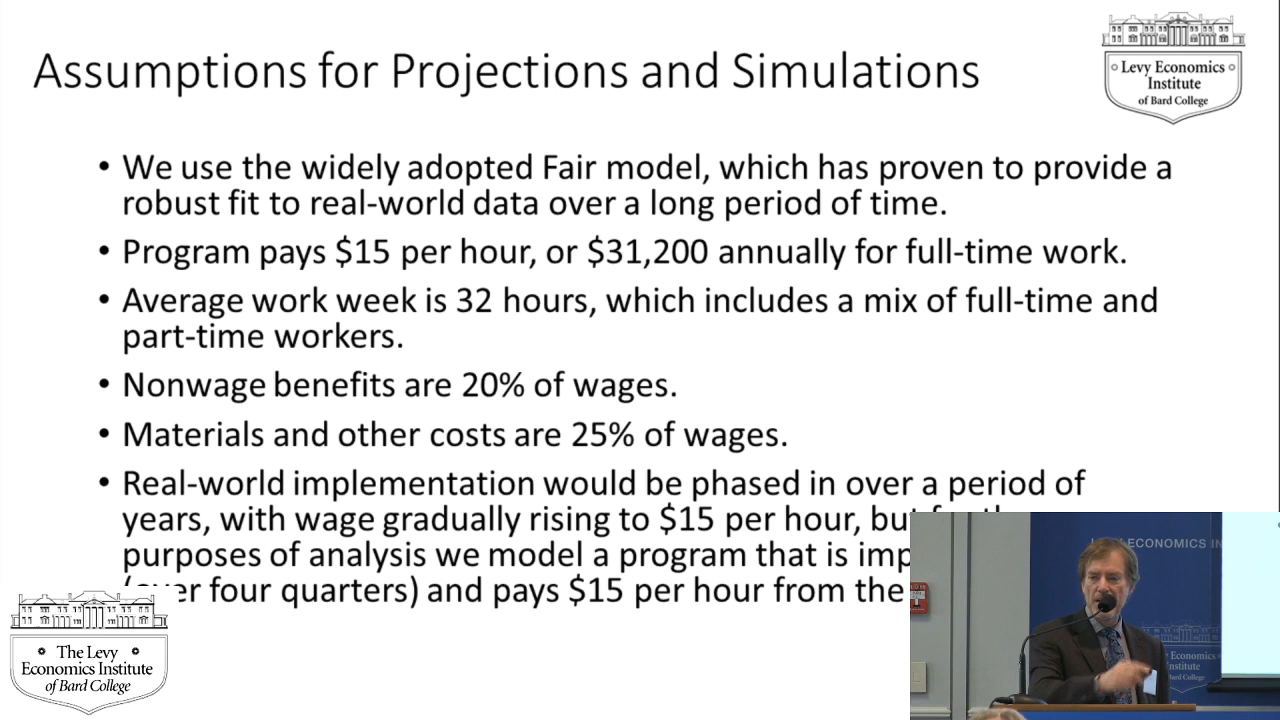 Assumptions for Projections and Simulations
Levy Economics
Institute
of Bard College
• We use the widely adopted Fair model, which has proven to provide a
robust fit to real-world data over a long period of time.
• Program pays $15 per hour, or $31,200 annually for full-time work.
• Average work week is 32 hours, which includes a mix of full-time and
part-time workers.
• Nonwage benefits are 20% of wages.
• Materials and other costs are 25% of wages.
• Real-world implementation would be phased in over a period of
years, with wage gradually rising to $15 per hour, but
purposes of analysis we model a program that is
four quarters) and pays $15 per hour from the
The Levy
Economics Institute
of Bard College
ECONOMICS
Economics
Institute